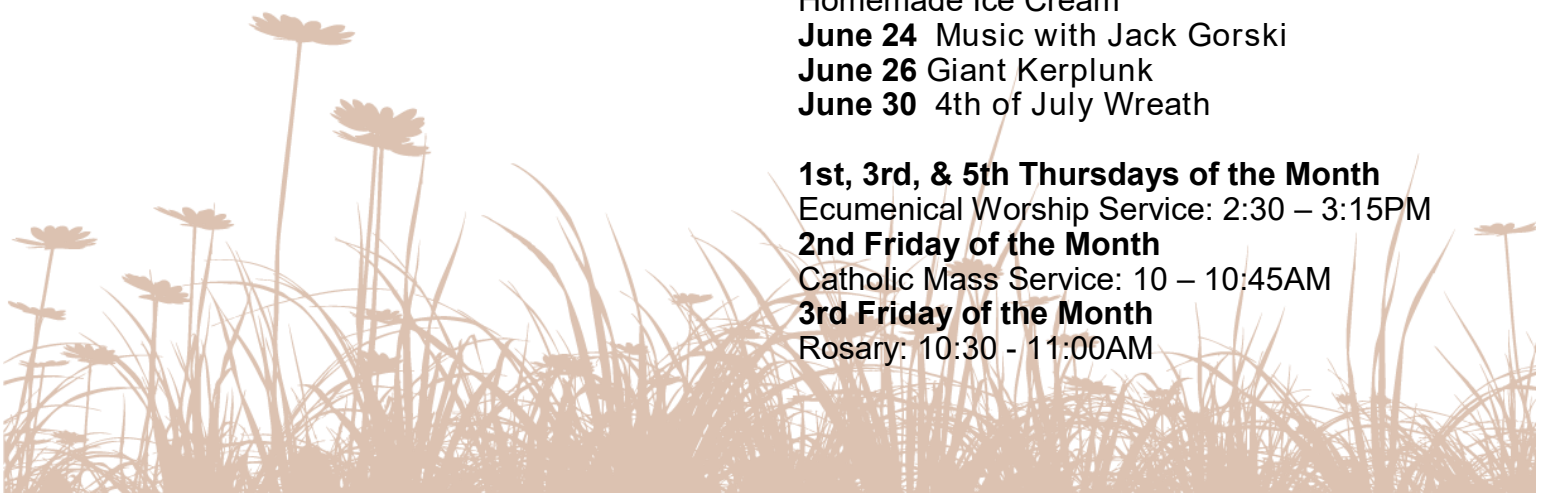 Homemade Ice Cream
June 24 Music with Jack Gorski
June 26 Giant Kerplunk
June 30 4th of July Wreath
1st, 3rd, & 5th Thursdays of the Month
Ecumenical Worship Service: 2:30 – 3:15PM
2nd Friday of the Month
Catholic Mass Service: 10 – 10:45AM
3rd Friday of the Month
Rosary: 10:30 - 11:00AM